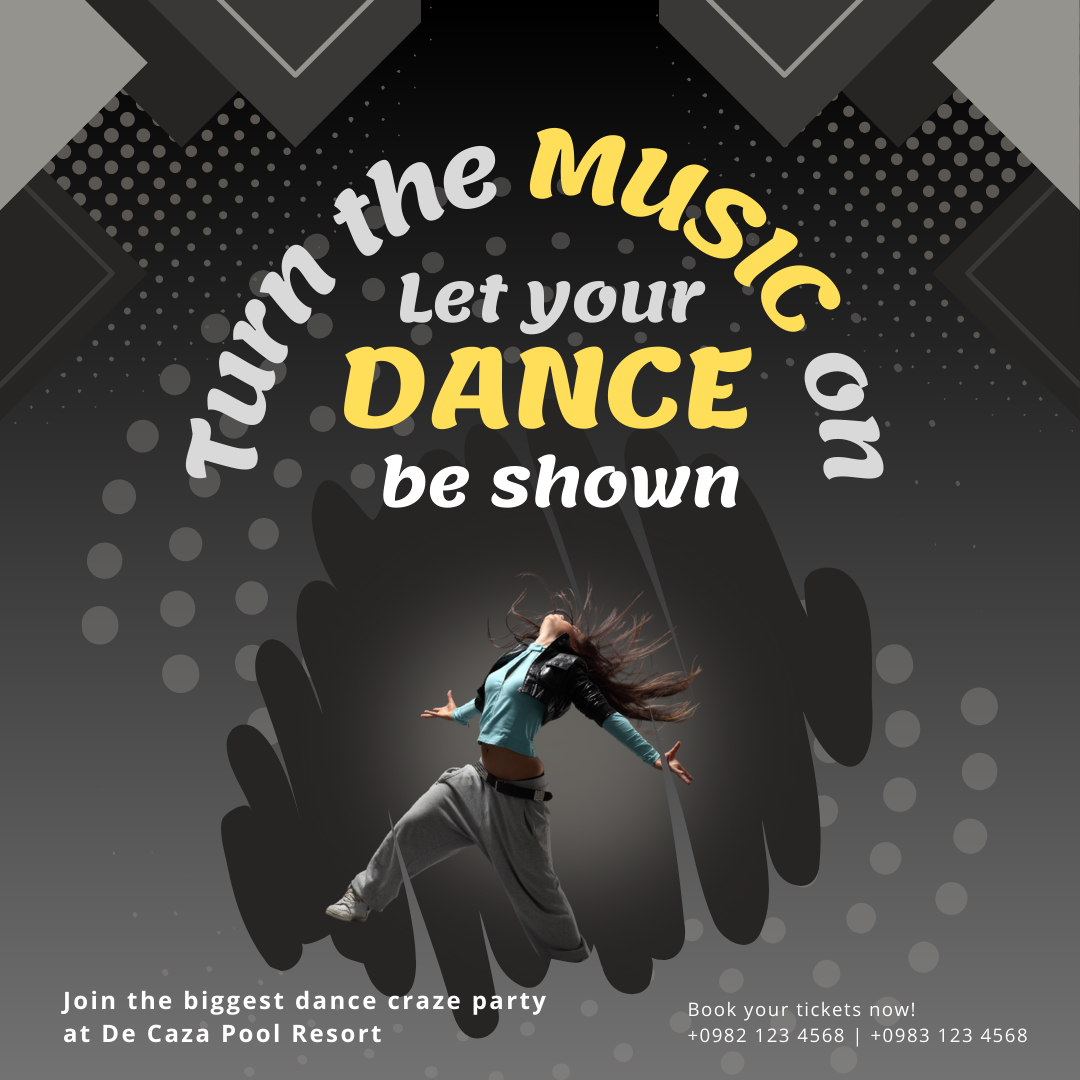 Turn the MUSIC on
Let your
DANCE
be shown
Join the biggest dance craze party
at De Caza Pool Resort
Book your tickets now!
+0982 123 4568 | +0983 123 4568